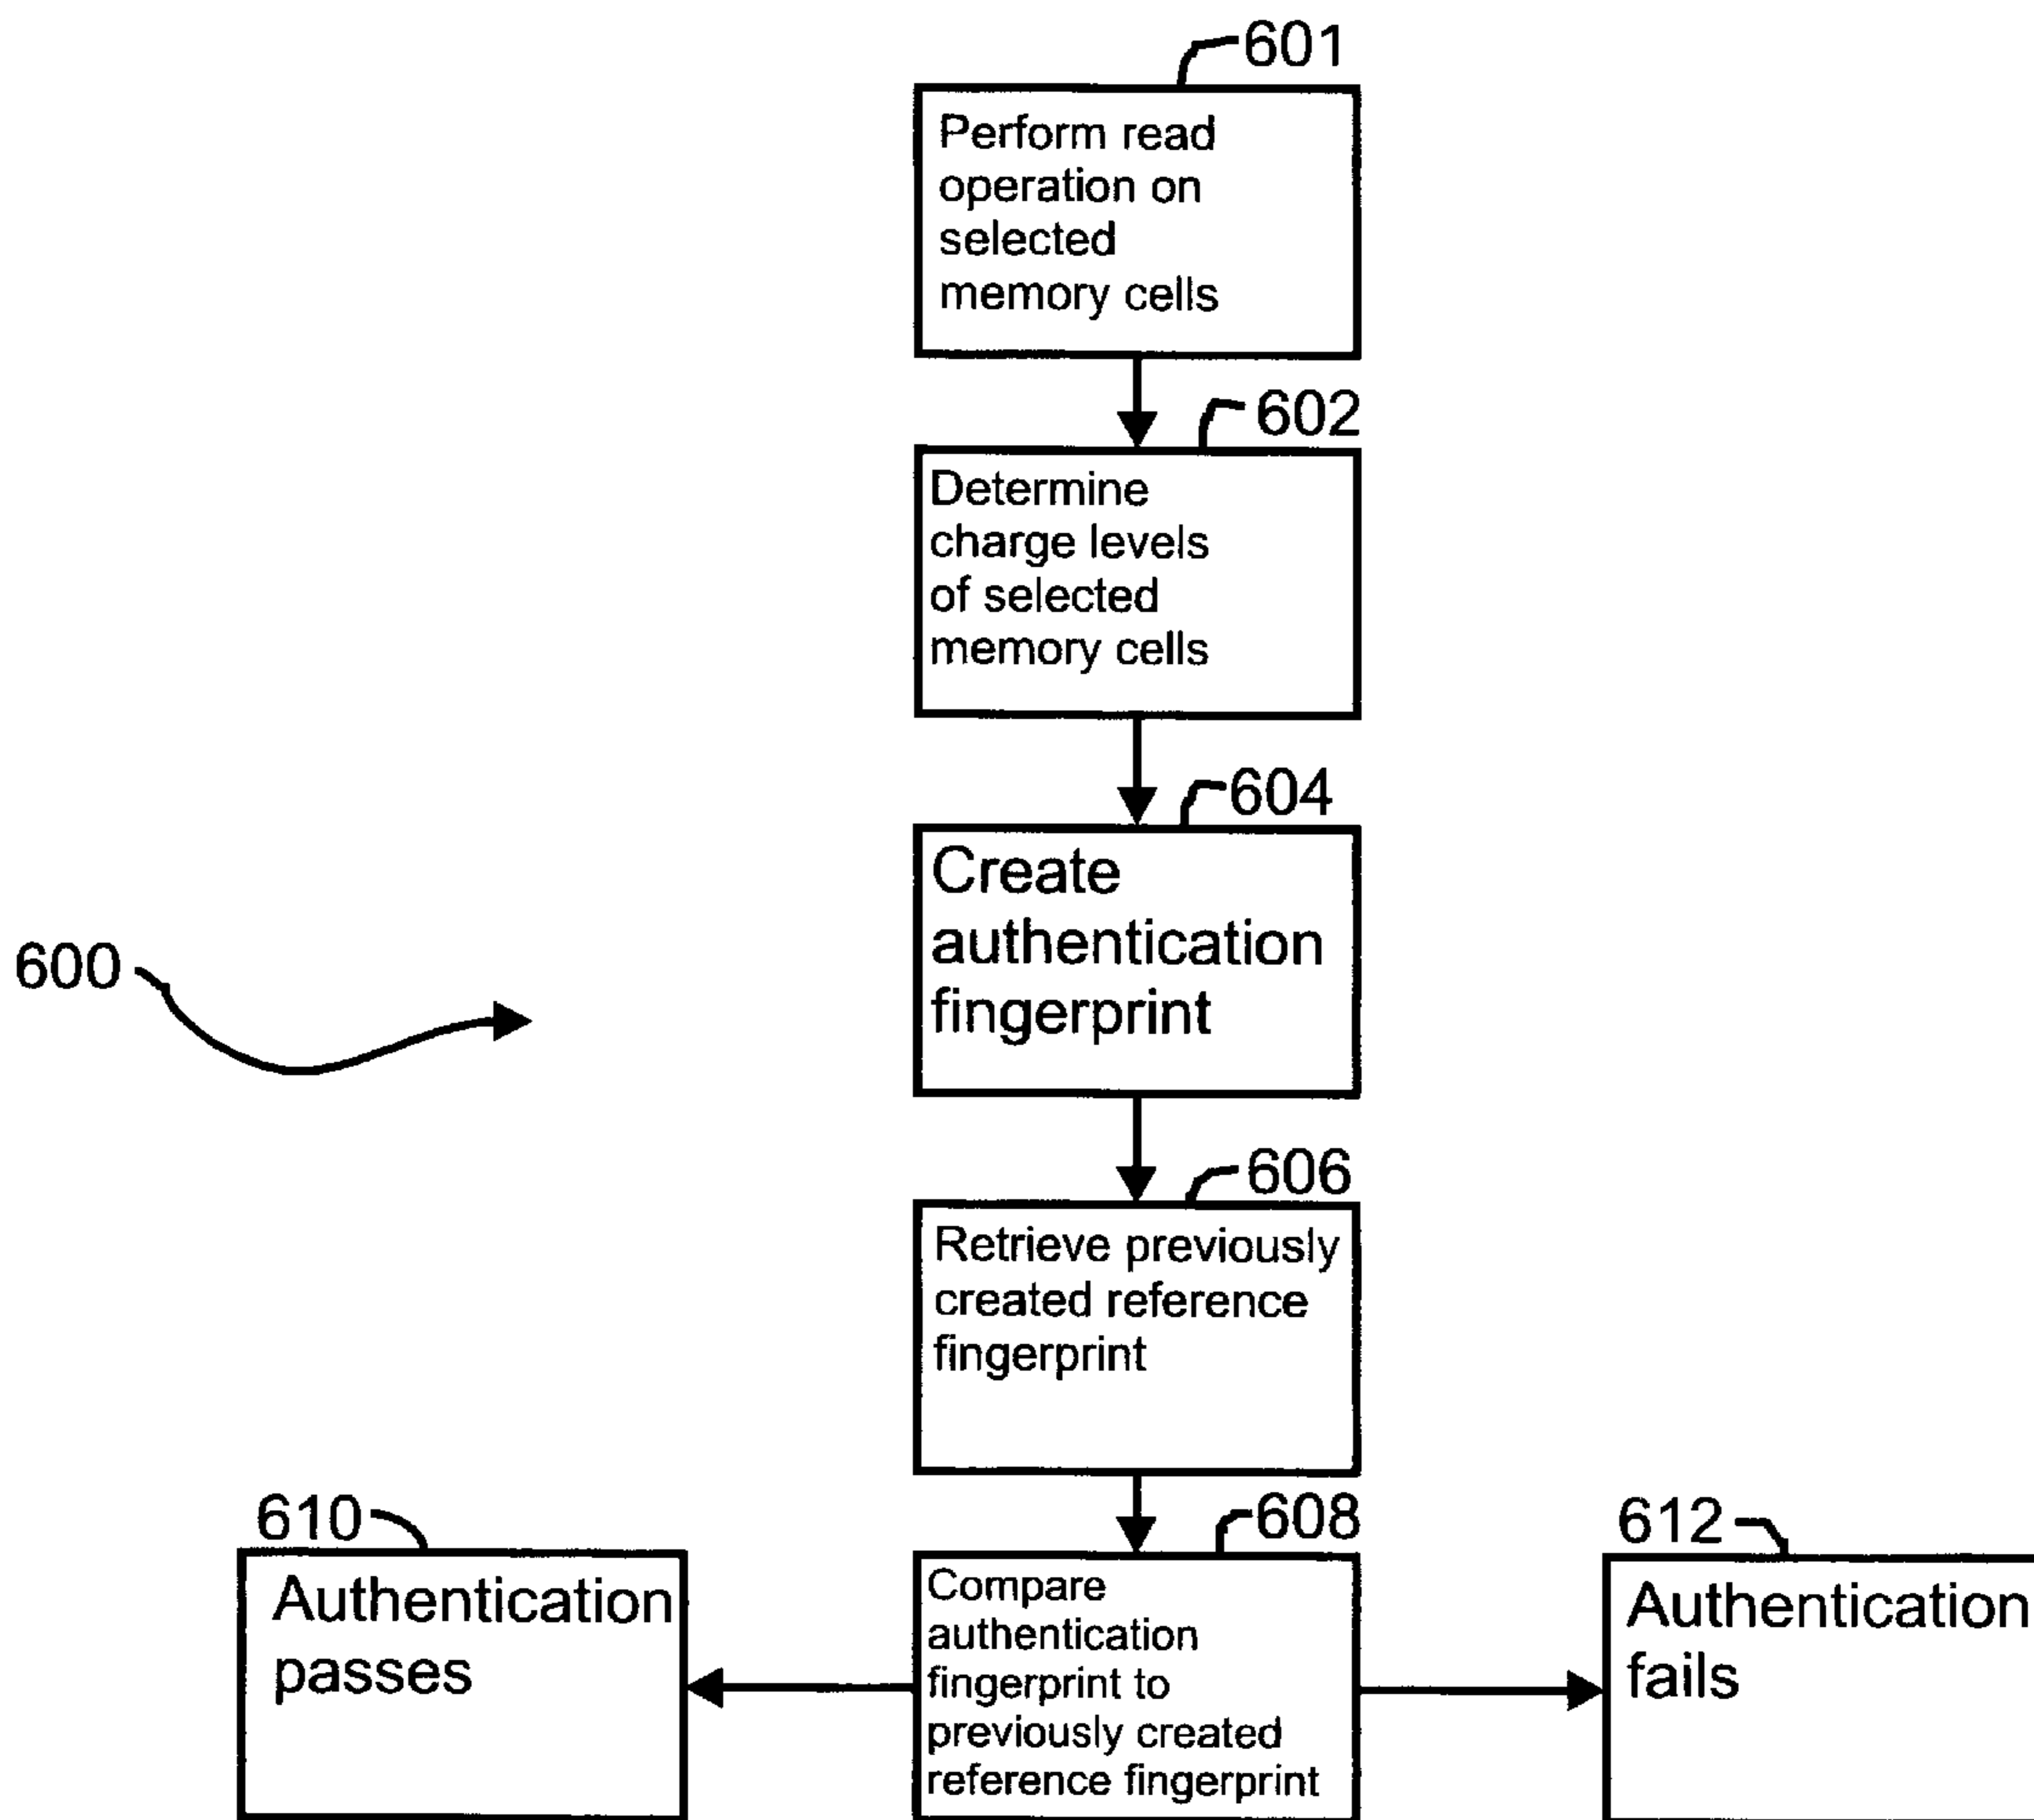 601
Perform read
operation on
selected
memory cells
602
Determine
charge levels
of selected
memory cells
604
Create
authentication
fingerprint
600
606
Retrieve previously
created reference
fingerprint
610
Authentication
passes
608
Compare
authentication
fingerprint to
previously created
reference fingerprint
612
Authentication
fails